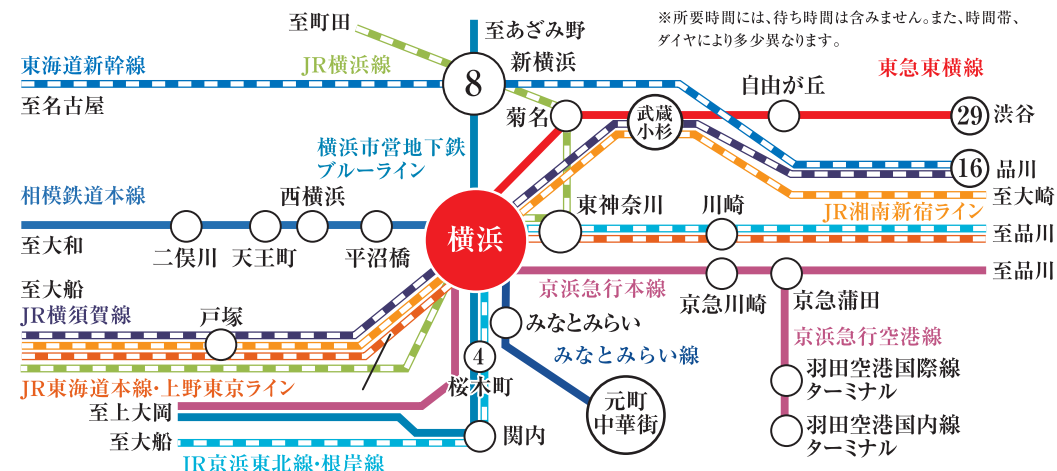 至町田
至あざみ野
※所要時間には、待ち時間は含みません。また、時間帯、
ダイヤにより多少異なります。
東海道新幹線
JR横浜線
8
新横浜
東急東横線
至名古屋
菊名
武蔵
小杉
自由が丘
29
渋谷
横浜市営地下鉄
ブルーライン
16
品川
相模鉄道本線
西横浜
東神奈川
川崎
至大崎
JR湘南新宿ライン
横浜
至品川
至大和
二俣川
天王町
平沼橋
至品川
至大船
京浜急行本線
京急川崎
京急蒲田
JR横須賀線
戸塚
みなとみらい
京浜急行空港線
4
みなとみらい線
羽田空港国際線
ターミナル
JR東海道本線・上野東京ライン
桜木町
元町
中華街
至上大岡
羽田空港国内線
ターミナル
至大船
関内
JR京浜東北線・根岸線